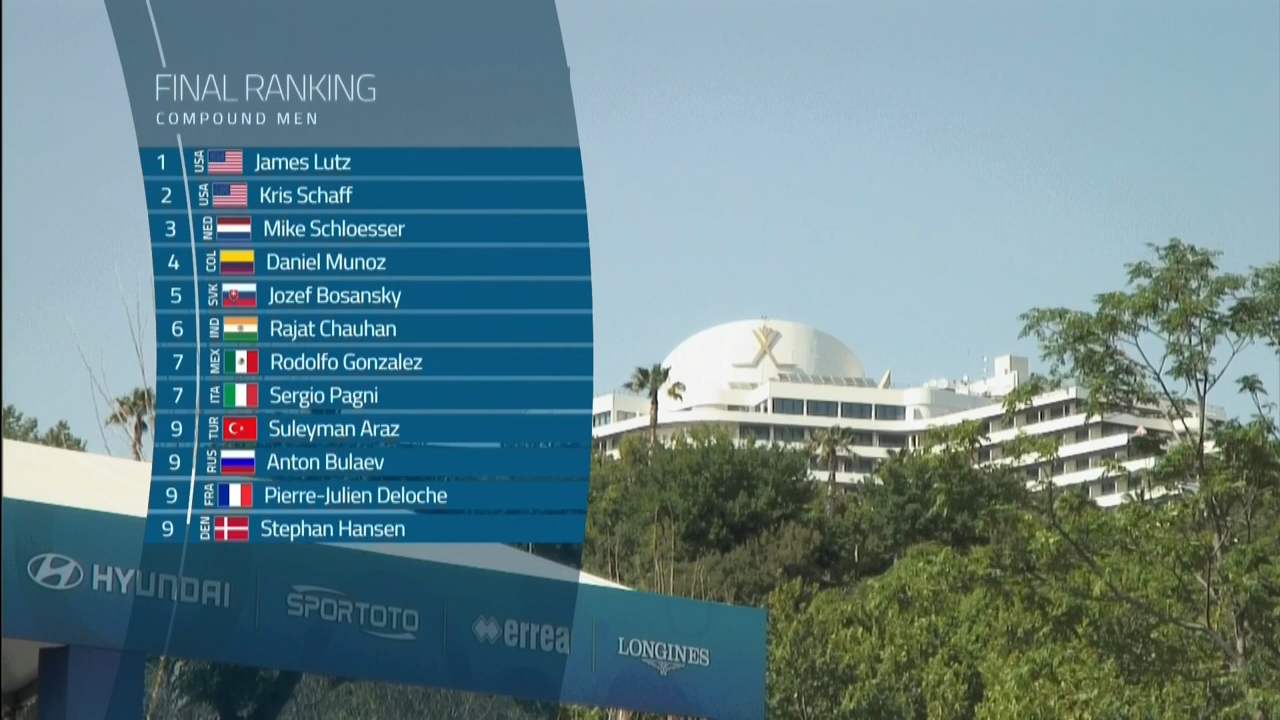 FINAL RANKING
COMPOUND MEN
1 USA James Lutz
2 USA Kris Schaff
3 NED Mike Schloesser
4 COL Daniel Munoz
5 SVK Jozef Bosansky
6 IND Rajat Chauhan
7 MEX Rodolfo Gonzalez
7 ITA Sergio Pagni
9 TUR Suleyman Araz
9 RUS Anton Bulaev
9 FRA Pierre-Julien Deloche
9 DEN Stephan Hansen
HYUNDAI SPORTOTO errea LONGINES